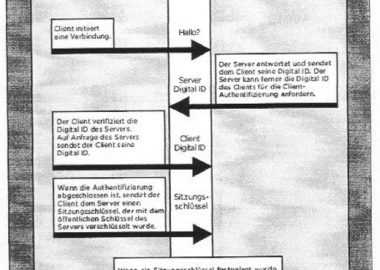 Client initiiert
eine Verbindung.
Hallo?
Der Server antwortet und sendet
dem Client seine Digital ID. Der
Server kann ferner die Digital ID
des Clients für die Client-
Authentifizierung anfordern.
Server
Digital ID
Der Client verifiziert die
Digital ID des Servers.
Auf Anfrage des Servers
sendet der Client seine
Digital ID.
Client
Digital ID
Wenn die Authentifizierung
abgeschlossen ist, sendet der
Client dem Server einen
Sitzungsschlüssel, der mit dem
öffentlichen Schlüssel des
Servers verschlüsselt wurde.
Sitzungs-
schlüssel
Wenn ein Sitzungsschlüssel festgelegt wurde